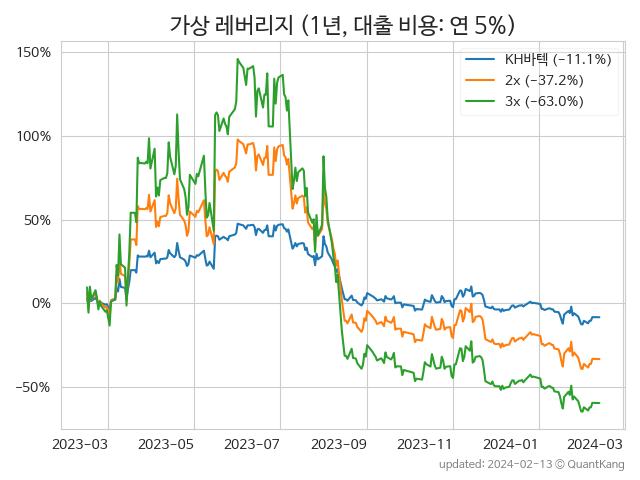 가상 레버리지 (1년, 대출 비용: 연 5%)
KH바텍 (−11.1%)
2x (−37.2%)
3x (−63.0%)
150%
100%
50%
0%
−50%
2023−03 2023−05 2023−07 2023−09 2023−11 2024−01 2024−03
updated: 2024−02−13 © QuantKang